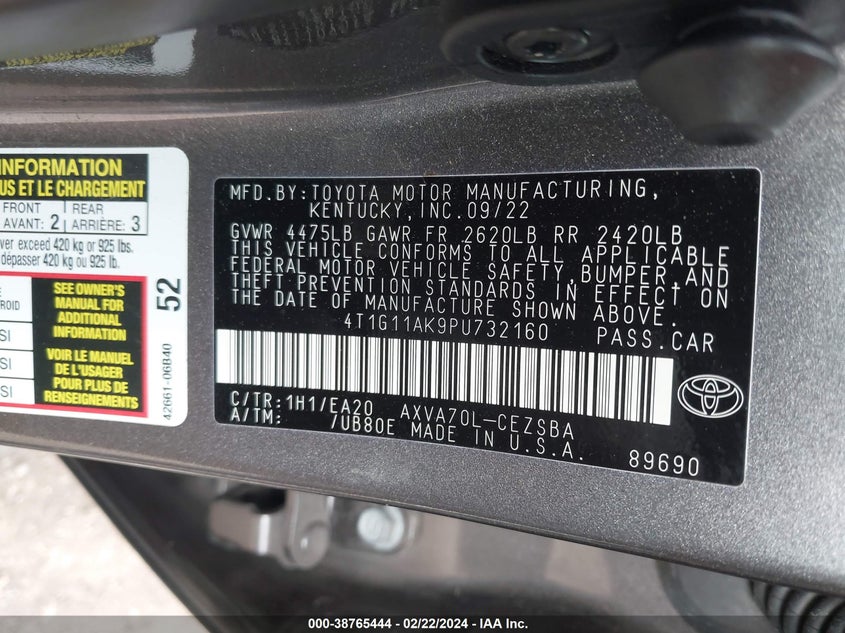 INFORMATION
US ET LE CHARGEMENT
FRONT REAR
AVANT: 2 ARRIÈRE: 3
ver exceed 420 kg or 925 lbs.
dépasser 420 kg ou 925 lb.
SEE OWNER'S
MANUAL FOR
ADDITIONAL
INFORMATION
VOIR LE MANUEL
DE L'USAGER
POUR PLUS DE
RENSEIGNEMENTS
SI
SI
SI
52
42661-06B40
MFD.BY:TOYOTA MOTOR MANUFACTURING,
KENTUCKY, INC.09/22
GVWR 4475LB GAWR FR 2620LB RR 2420LB
THIS VEHICLE CONFORMS TO ALL APPLICABLE
FEDERAL MOTOR VEHICLE SAFETY,BUMPER,AND
THEFT PREVENTION STANDARDS IN EFFECT ON
THE DATE OF MANUFACTURE SHOWN ABOVE.
4T1G11AK9PU732160 PASS.CAR
C/TR:1H1/EA20 AXVA70L-CEZSBA
A/TM: /UB80E MADE IN U.S.A.
89690
000-38765444 - 02/22/2024 - IAA Inc.